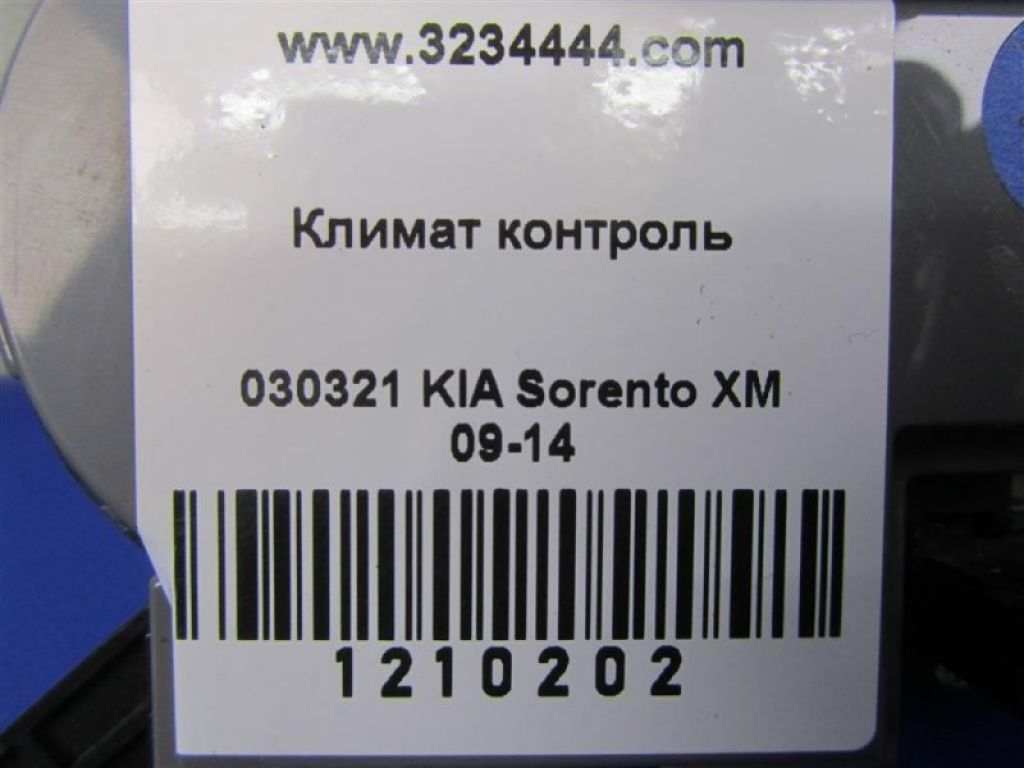 www.3234444.com
Климат контроль
030321 KIA Sorento XM
09-14
1210202